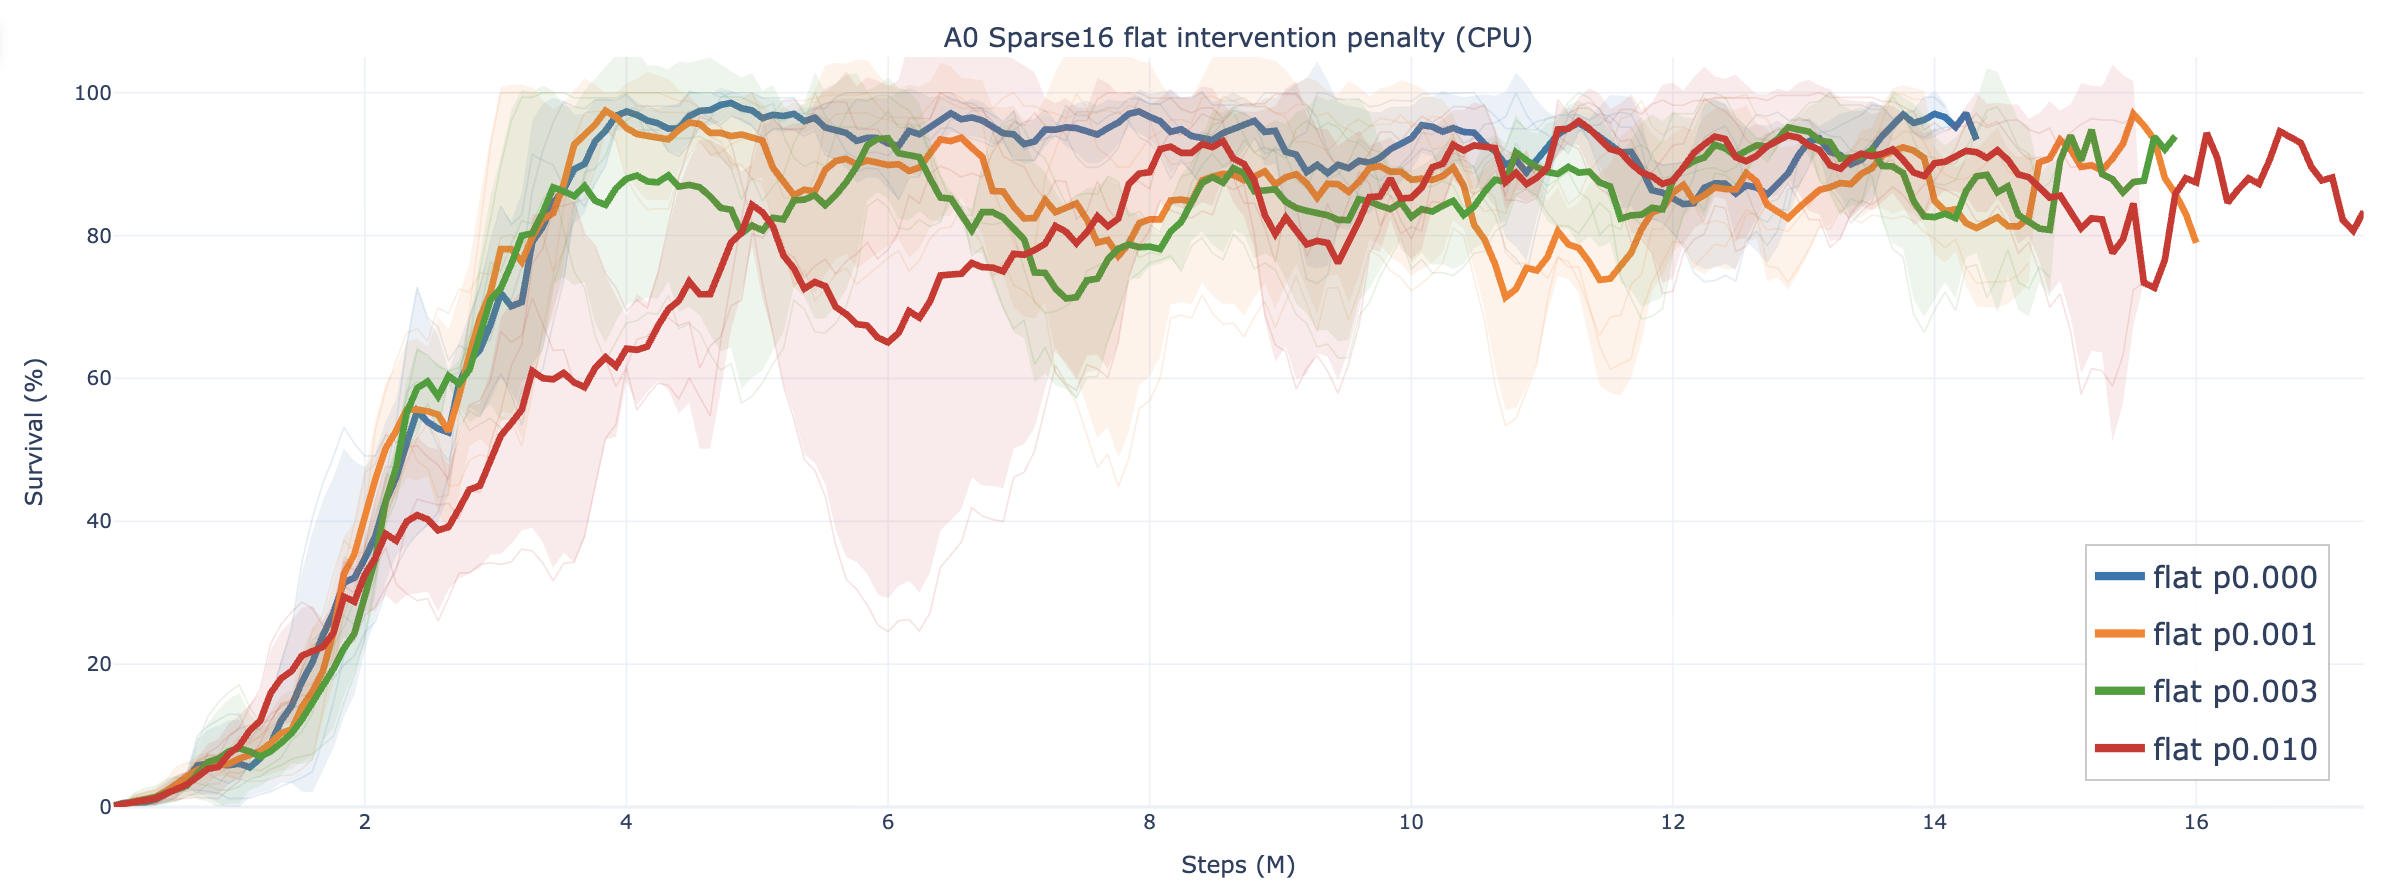 A0 Sparse16 flat intervention penalty (CPU)
Survival (%)
100
80
60
40
20
0
2 4 6 8 10 12 14 16
Steps (M)
flat p0.000
flat p0.001
flat p0.003
flat p0.010